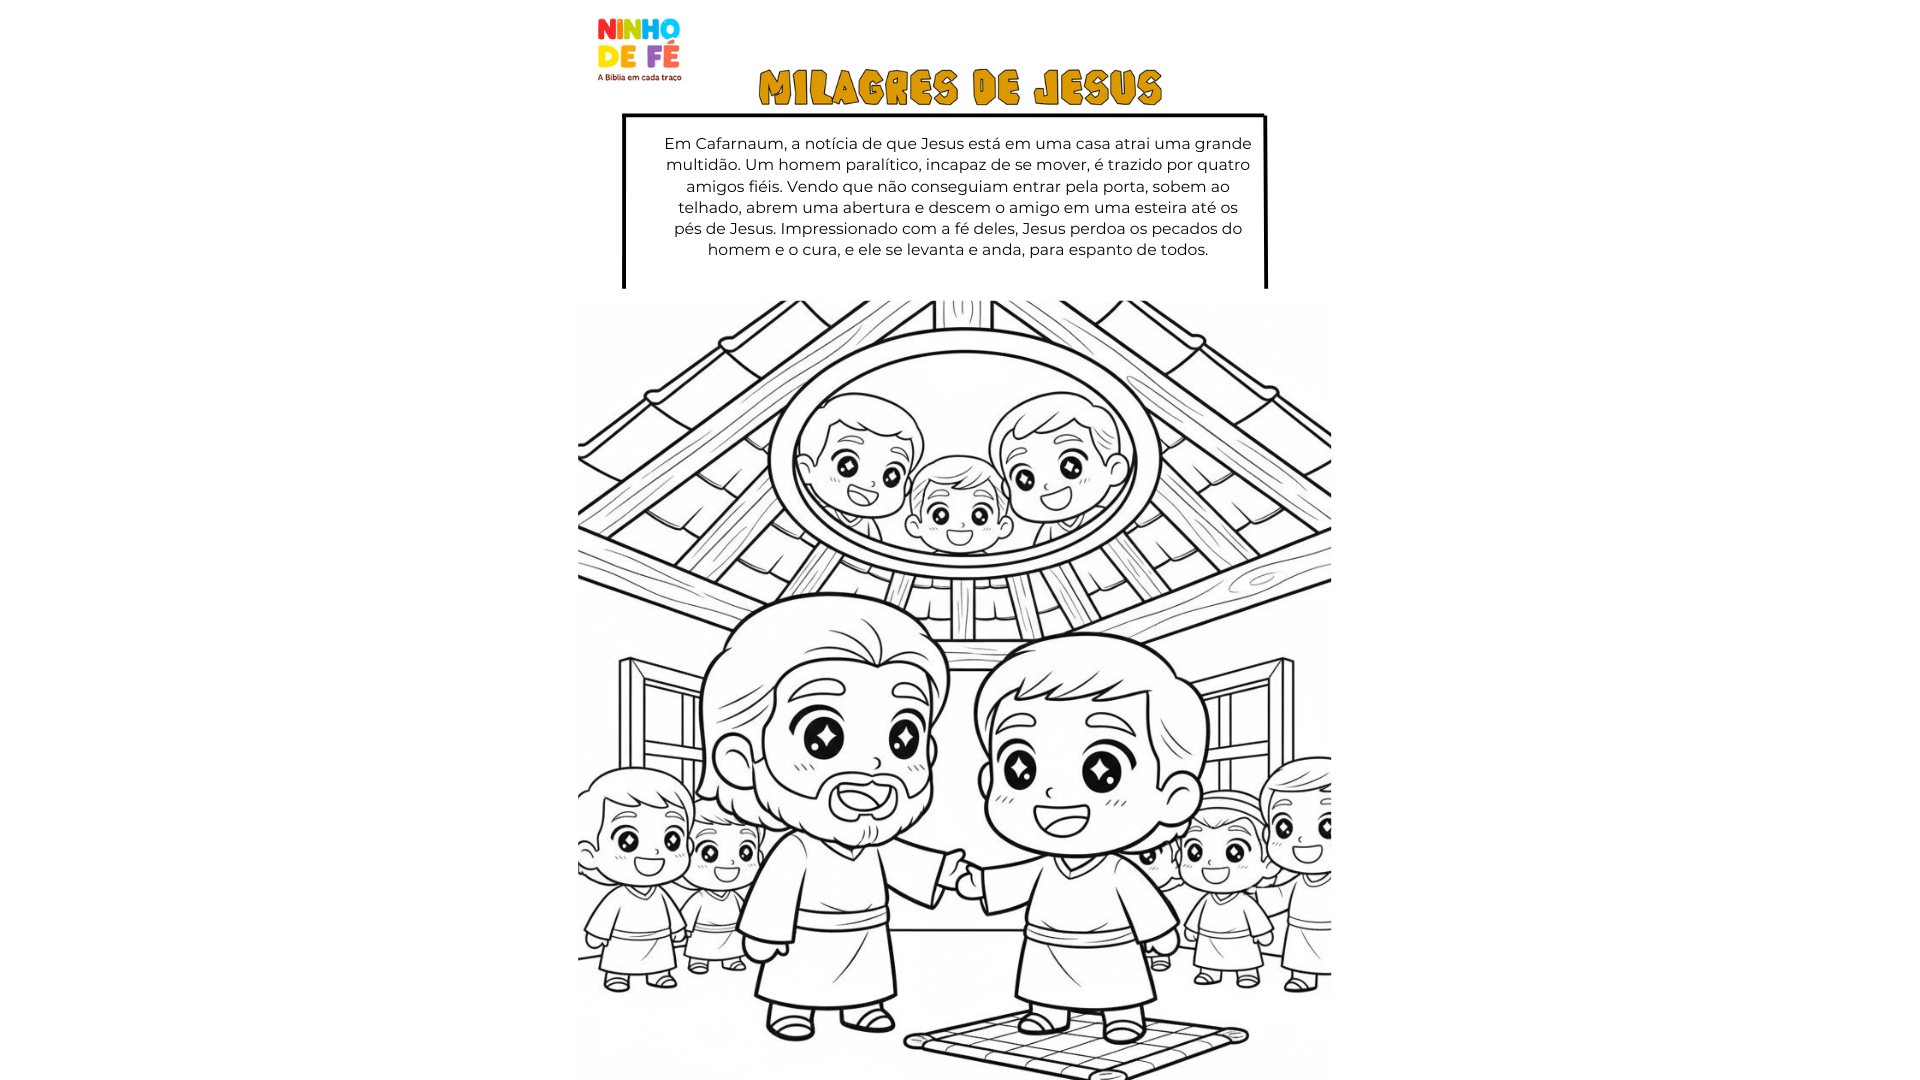 NINHO
DE FÉ
A Bíblia em cada traço
MILAGRES DE JESUS
Em Cafarnaum, a notícia de que Jesus está em uma casa atrai uma grande
multidão. Um homem paralítico, incapaz de se mover, é trazido por quatro
amigos fiéis. Vendo que não conseguiam entrar pela porta, sobem ao
telhado, abrem uma abertura e descem o amigo em uma esteira até os
pés de Jesus. Impressionado com a fé deles, Jesus perdoa os pecados do
homem e o cura, e ele se levanta e anda, para espanto de todos.